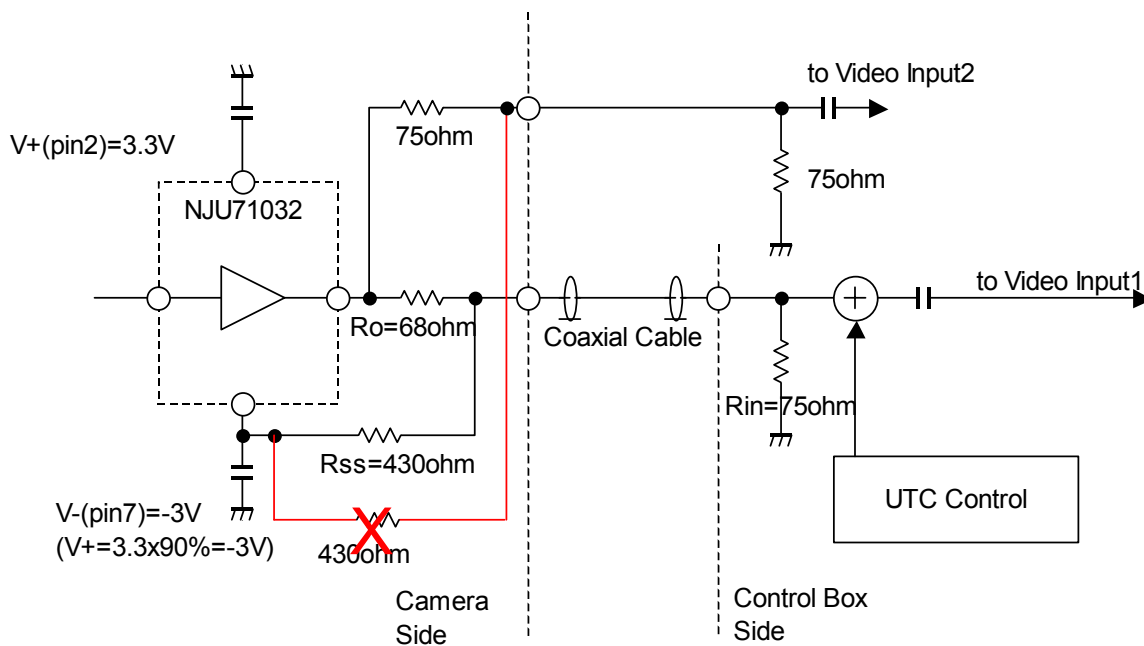 to Video Input2
75ohm
V+(pin2)=3.3V
75ohm
NJU71032
to Video Input1
Ro=68ohm
Coaxial Cable
Rin=75ohm
Rss=430ohm
UTC Control
V-(pin7)=-3V
(V+=3.3x90%=-3V)
430ohm
Camera
Side
Control Box
Side